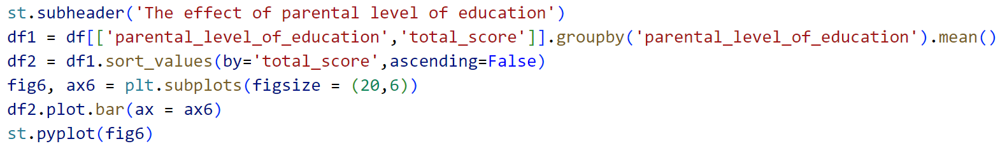 st.subheader('The effect of parental level of education')
df1 = df[['parental_level_of_education','total_score']].groupby('parental_level_of_education').mean()
df2 = df1.sort_values(by='total_score',ascending=False)
fig6, ax6 = plt.subplots(figsize = (20,6))
df2.plot.bar(ax = ax6)
st.pyplot(fig6)